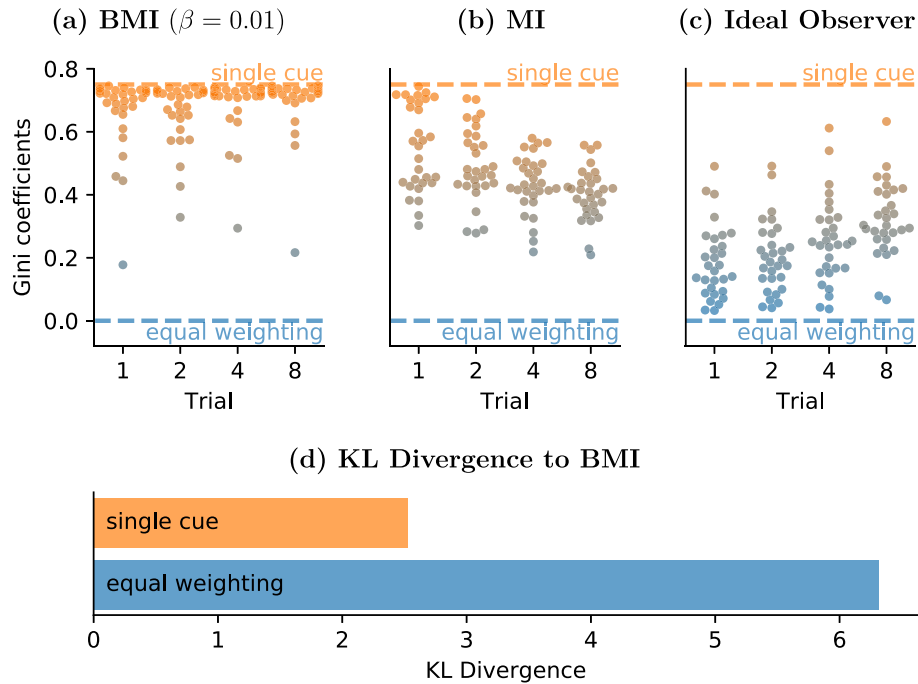 (a) BMI (β = 0.01)
(b) MI
(c) Ideal Observer
0.8
0.6
0.4
0.2
0.0
Gini coefficients
single cue
equal weighting
1 2 4 8
Trial
single cue
equal weighting
1 2 4 8
Trial
single cue
equal weighting
1 2 4 8
Trial
(d) KL Divergence to BMI
single cue
equal weighting
0 1 2 3 4 5 6
KL Divergence